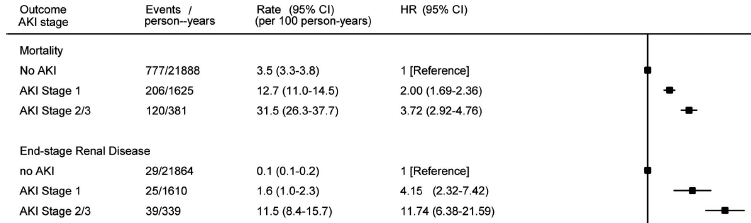 Outcome Events / Rate (95% CI) HR (95% CI)
AKI stage person--years (per 100 person-years)
Mortality
No AKI 777/21888 3.5 (3.3-3.8) 1 [Reference]
AKI Stage 1 206/1625 12.7 (11.0-14.5) 2.00 (1.69-2.36)
AKI Stage 2/3 120/381 31.5 (26.3-37.7) 3.72 (2.92-4.76)
End-stage Renal Disease
no AKI 29/21864 0.1 (0.1-0.2) 1 [Reference]
AKI Stage 1 25/1610 1.6 (1.0-2.3) 4.15 (2.32-7.42)
AKI Stage 2/3 39/339 11.5 (8.4-15.7) 11.74 (6.38-21.59)